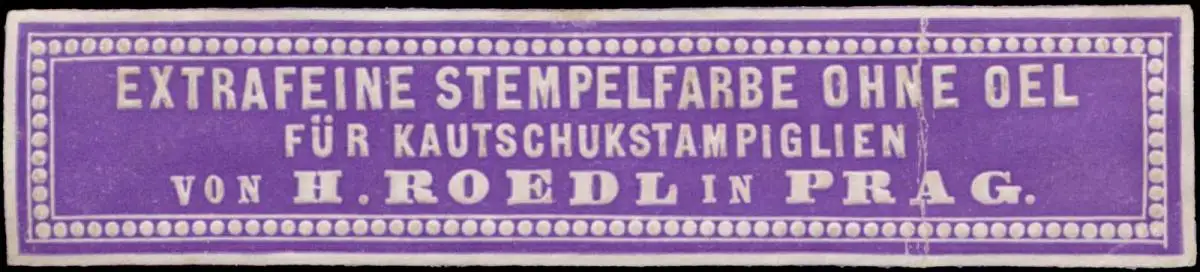 EXTRAFEINE STEMPELFARBE OHNE OEL
FÜR KAUTSCHUKSTAMPIGLIEN
VON H. ROEDL IN PRAG.